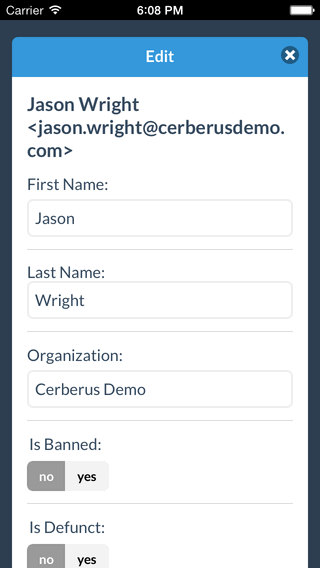 Carrier 6:08 PM
Edit
Jason Wright
<jason.wright@cerberusdemo.
com>
First Name:
Jason
Last Name:
Wright
Organization:
Cerberus Demo
Is Banned:
no yes
Is Defunct:
no yes